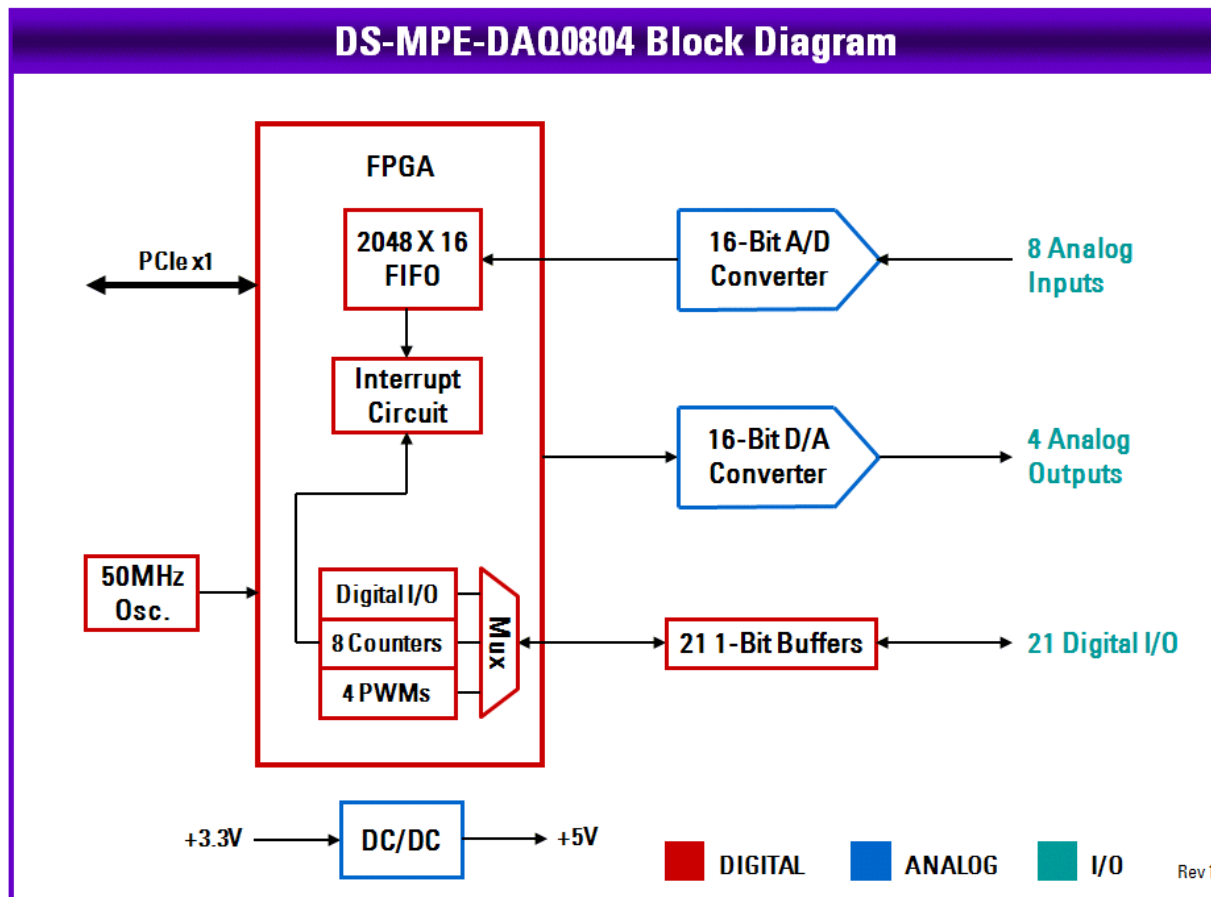 DS-MPE-DAQ0804 Block Diagram
FPGA
2048 X 16
FIFO
16-Bit A/D
Converter
8 Analog
Inputs
PCIe x1
Interrupt
Circuit
16-Bit D/A
Converter
4 Analog
Outputs
50MHz
Osc.
Digital I/O
8 Counters
4 PWMs
Mux
21 1-Bit Buffers
21 Digital I/O
+3.3V
DC/DC
+5V
DIGITAL
ANALOG
I/O
Rev